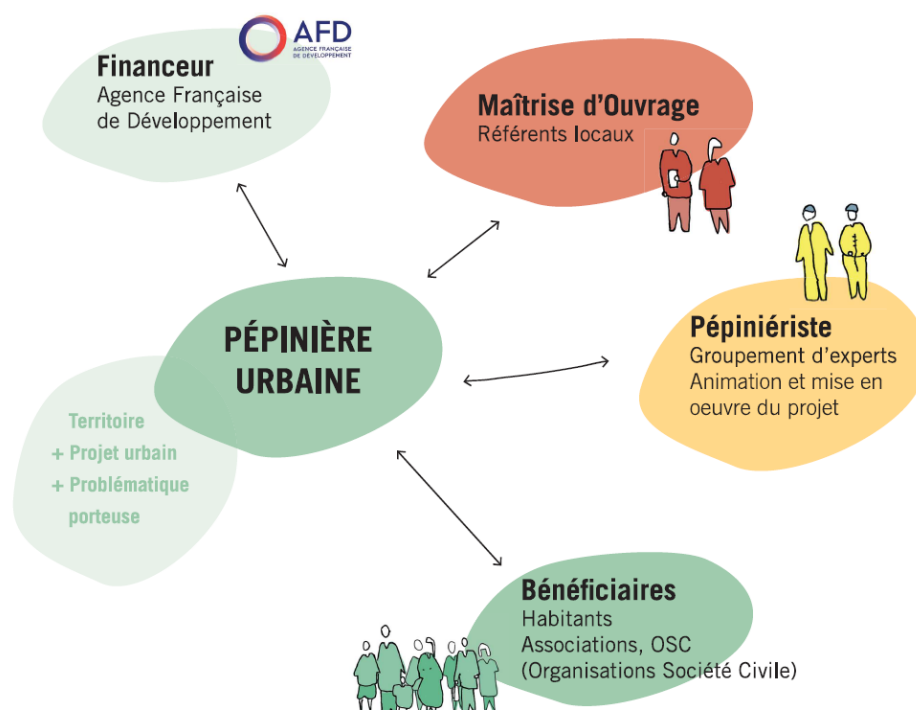 AFD
AGENCE FRANÇAISE
DE DÉVELOPPEMENT
Financeur
Agence Française
de Développement
Maîtrise d'Ouvrage
Référents locaux
Pépiniériste
Groupement d'experts
Animation et mise en
oeuvre du projet
PÉPINIÈRE
URBAINE
Territoire
+ Projet urbain
+ Problématique
porteuse
Bénéficiaires
Habitants
Associations, OSC
(Organisations Société Civile)